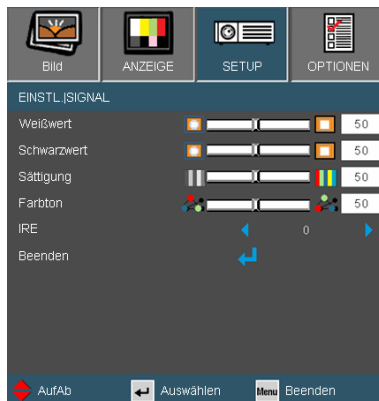 Bild ANZEIGE SETUP OPTIONEN
EINSTL.|SIGNAL
Weißwert 50
Schwarzwert 50
Sättigung 50
Farbton 50
IRE 0
Beenden
AufAb Auswählen Menu Beenden